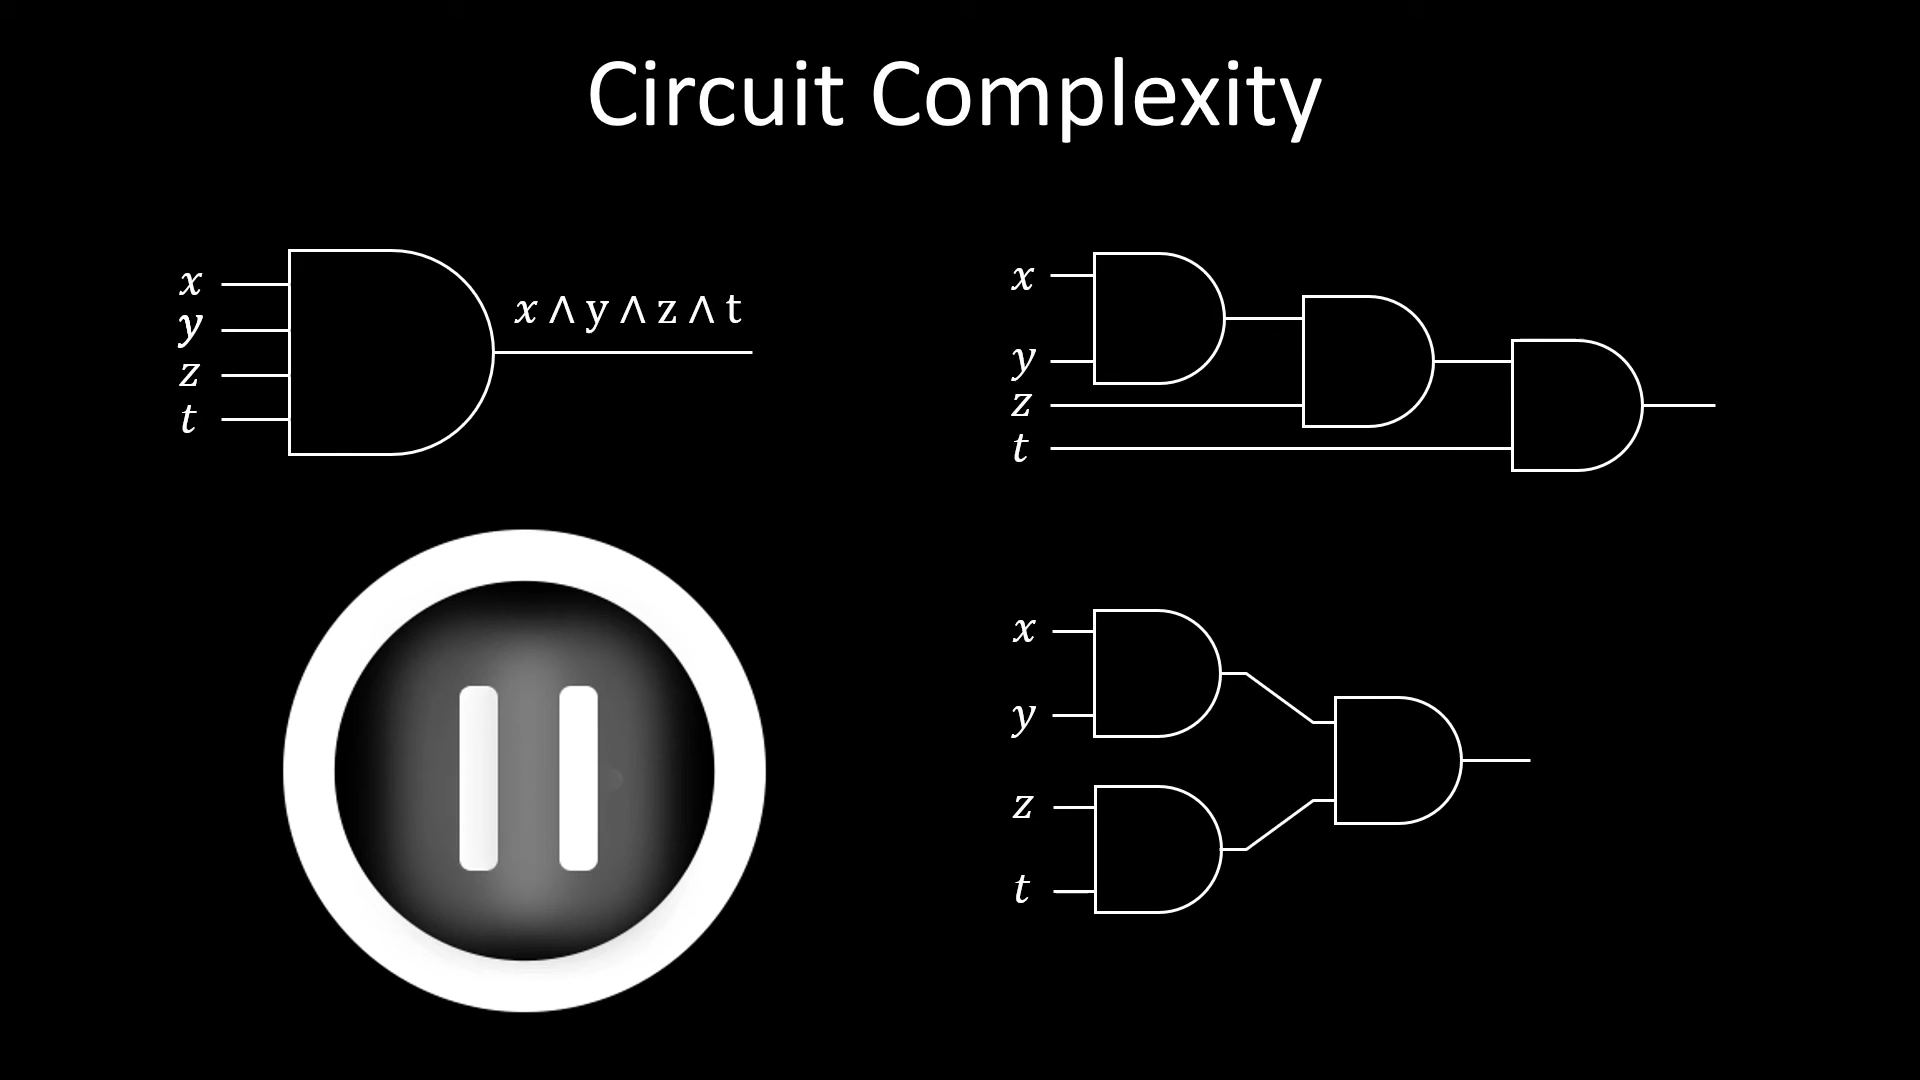 Circuit Complexity
x
y
z
t
x ∧ y ∧ z ∧ t
x
y
z
t
x
y
z
t